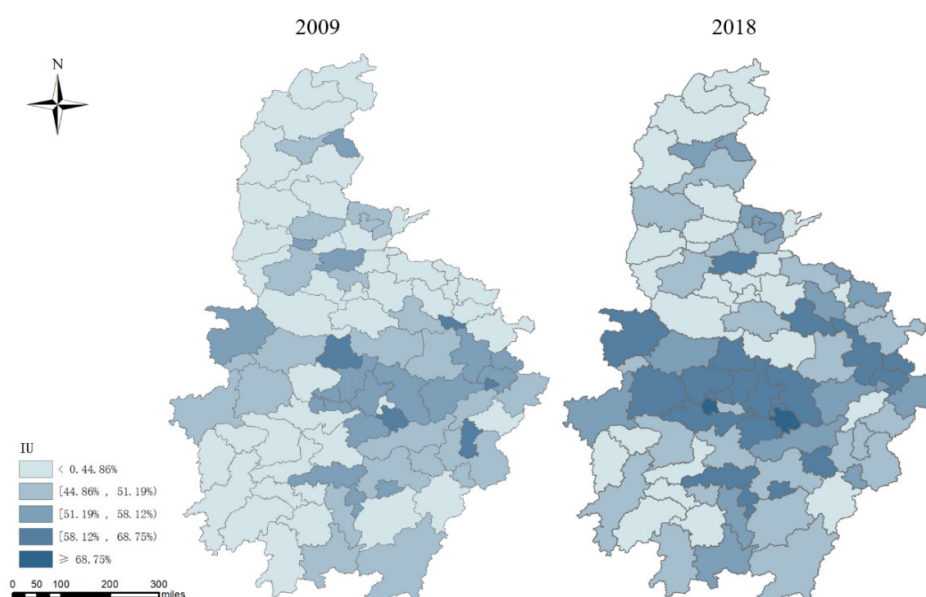 2009
2018
N
IU
< 0.44.86%
[44.86% , 51.19%)
[51.19% , 58.12%)
[58.12% , 68.75%)
≥ 68.75%
0 50 100 200 300
miles